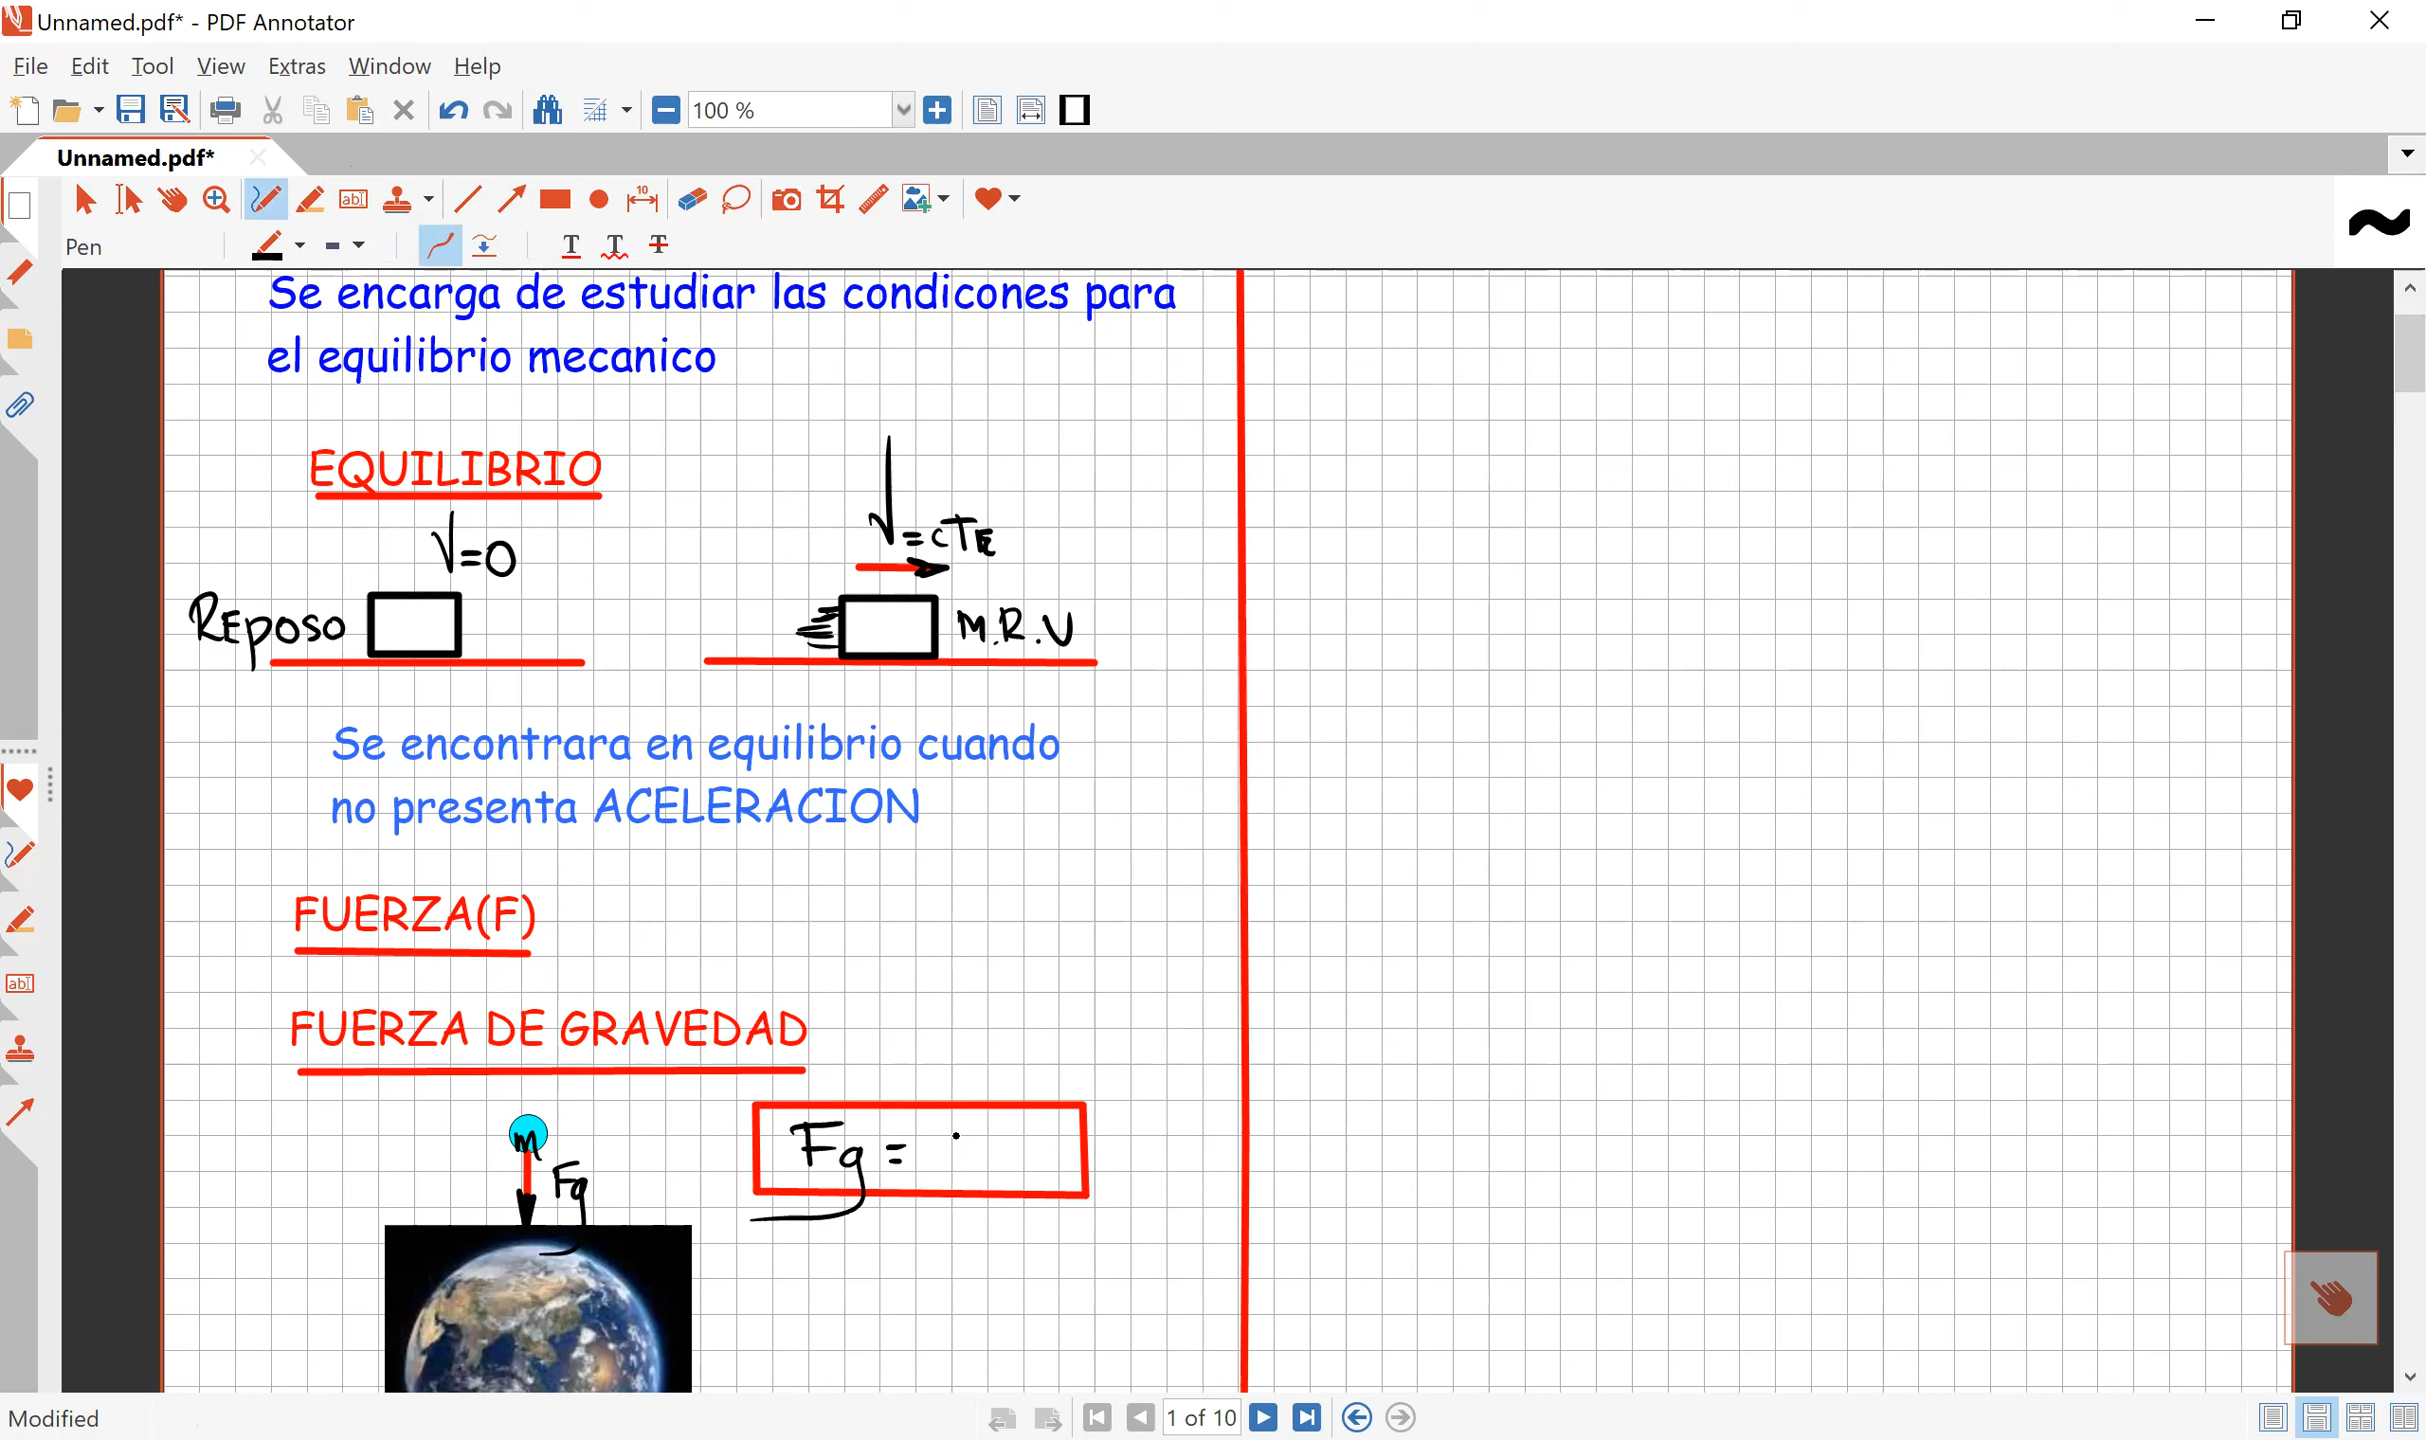 Unnamed.pdf* - PDF Annotator
File Edit Tool View Extras Window Help
100 %
Unnamed.pdf*
Pen
Se encarga de estudiar las condicones para
el equilibrio mecanico
EQUILIBRIO
V=0
V=CTE
Reposo
M.R.U
Se encontrara en equilibrio cuando
no presenta ACELERACION
FUERZA(F)
FUERZA DE GRAVEDAD
m
Fg
Fg =
Modified
1 of 10